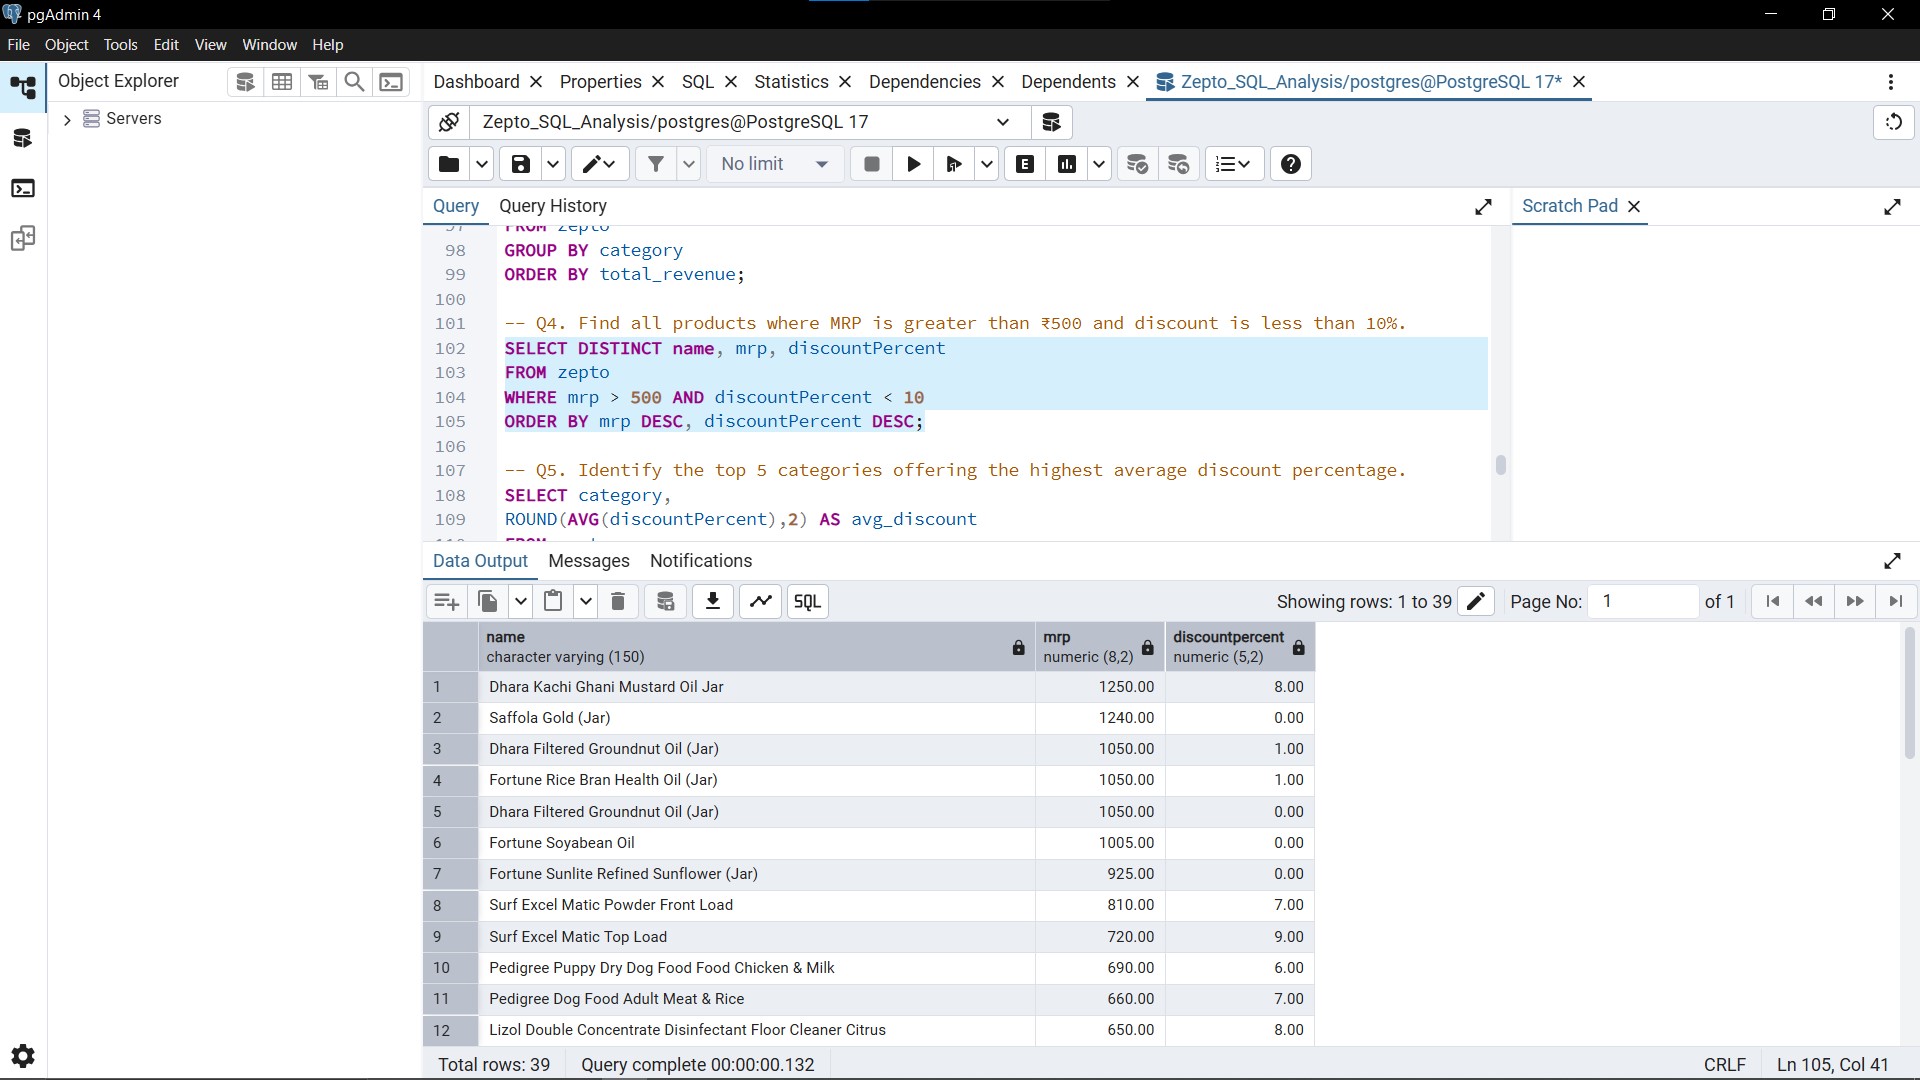 pgAdmin 4
File Object Tools Edit View Window Help
Object Explorer
Servers
Dashboard Properties SQL Statistics Dependencies Dependents Zepto_SQL_Analysis/postgres@PostgreSQL 17*
Zepto_SQL_Analysis/postgres@PostgreSQL 17
No limit
E
Query Query History
Scratch Pad
97 FROM zepto
98 GROUP BY category
99 ORDER BY total_revenue;
100
101 -- Q4. Find all products where MRP is greater than ₹500 and discount is less than 10%.
102 SELECT DISTINCT name, mrp, discountPercent
103 FROM zepto
104 WHERE mrp > 500 AND discountPercent < 10
105 ORDER BY mrp DESC, discountPercent DESC;
106
107 -- Q5. Identify the top 5 categories offering the highest average discount percentage.
108 SELECT category,
109 ROUND(AVG(discountPercent),2) AS avg_discount
Data Output Messages Notifications
SQL
Showing rows: 1 to 39 Page No: 1 of 1
name mrp discountpercent
character varying (150) numeric (8,2) numeric (5,2)
1 Dhara Kachi Ghani Mustard Oil Jar 1250.00 8.00
2 Saffola Gold (Jar) 1240.00 0.00
3 Dhara Filtered Groundnut Oil (Jar) 1050.00 1.00
4 Fortune Rice Bran Health Oil (Jar) 1050.00 1.00
5 Dhara Filtered Groundnut Oil (Jar) 1050.00 0.00
6 Fortune Soyabean Oil 1005.00 0.00
7 Fortune Sunlite Refined Sunflower (Jar) 925.00 0.00
8 Surf Excel Matic Powder Front Load 810.00 7.00
9 Surf Excel Matic Top Load 720.00 9.00
10 Pedigree Puppy Dry Dog Food Food Chicken & Milk 690.00 6.00
11 Pedigree Dog Food Adult Meat & Rice 660.00 7.00
12 Lizol Double Concentrate Disinfectant Floor Cleaner Citrus 650.00 8.00
Total rows: 39 Query complete 00:00:00.132
CRLF Ln 105, Col 41